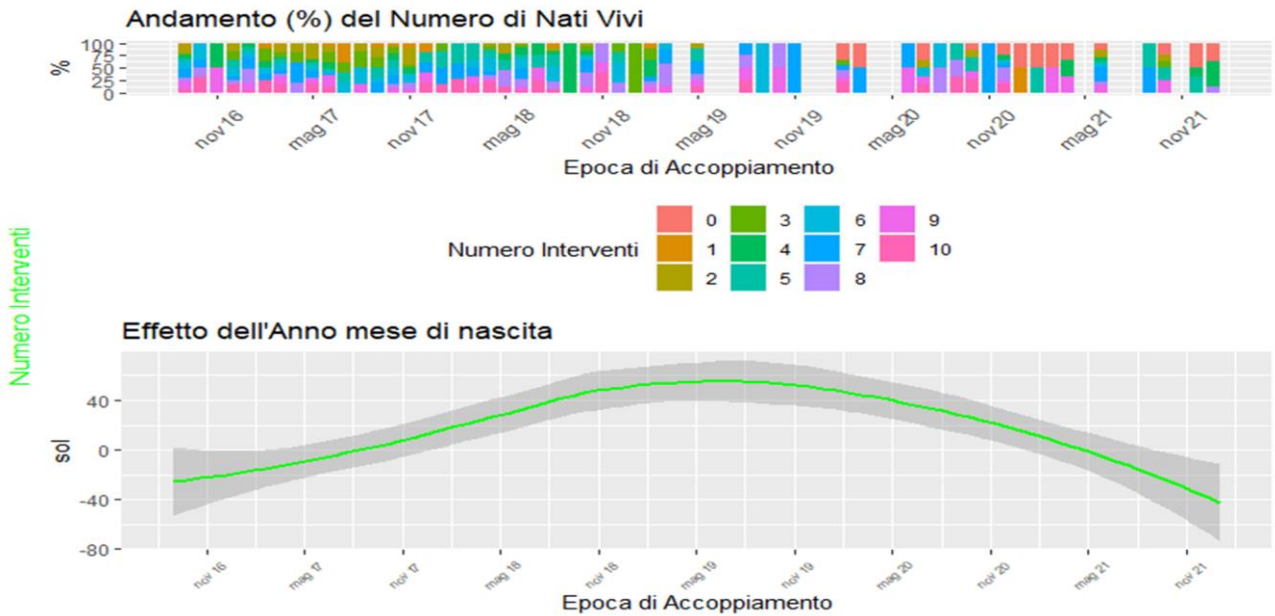 Andamento (%) del Numero di Nati Vivi
%
100
75
50
25
0
nov 16 mag 17 nov 17 mag 18 nov 18 mag 19 nov 19 mag 20 nov 20 mag 21 nov 21
Epoca di Accoppiamento
Numero Interventi
0 3 6 9
1 4 7 10
2 5 8
Numero Interventi
Effetto dell'Anno mese di nascita
sol
40
0
-40
-80
nov 16 mag 17 nov 17 mag 18 nov 18 mag 19 nov 19 mag 20 nov 20 mag 21 nov 21
Epoca di Accoppiamento